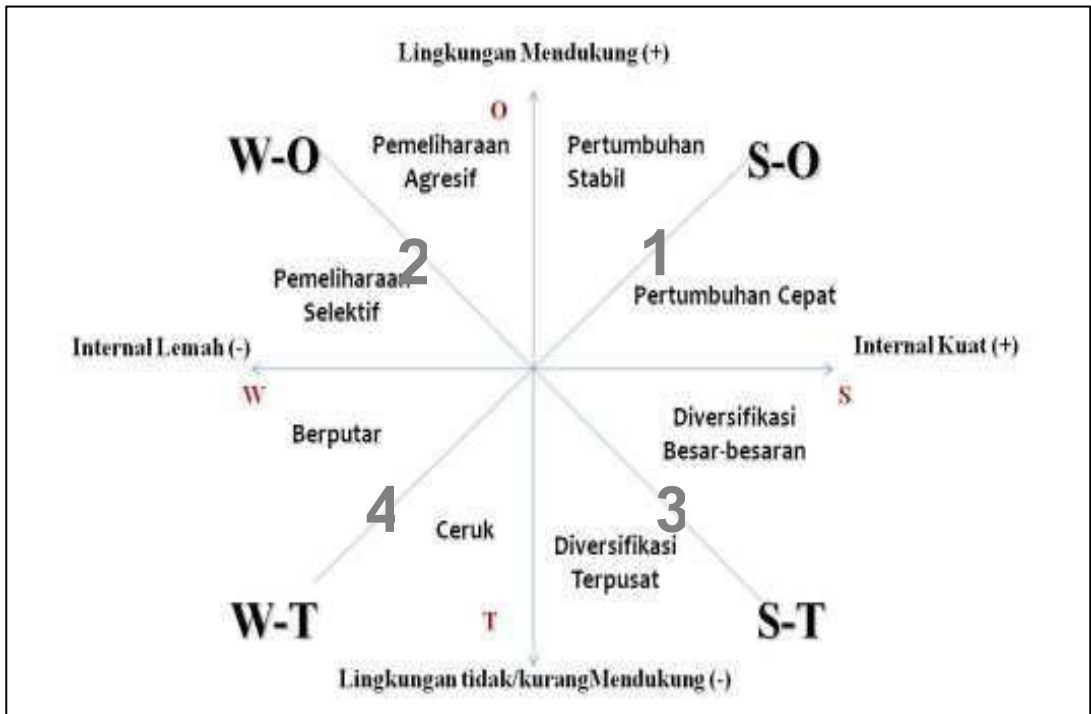 Lingkungan Mendukung (+)
O
W-O
Pemeliharaan
Agresif
Pertumbuhan
Stabil
S-O
2
1
Pemeliharaan
Selektif
Pertumbuhan Cepat
Internal Lemah (-)
Internal Kuat (+)
W
S
Berputar
Diversifikasi
Besar-besaran
4
3
Ceruk
Diversifikasi
Terpusat
W-T
T
S-T
Lingkungan tidak/kurangMendukung (-)